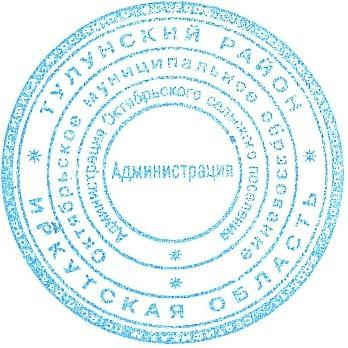 ТУЛУНСКИЙ РАЙОН
ИРКУТСКАЯ ОБЛАСТЬ
Октябрьское муниципальное образование
Администрация Октябрьского сельского поселения
Администрация